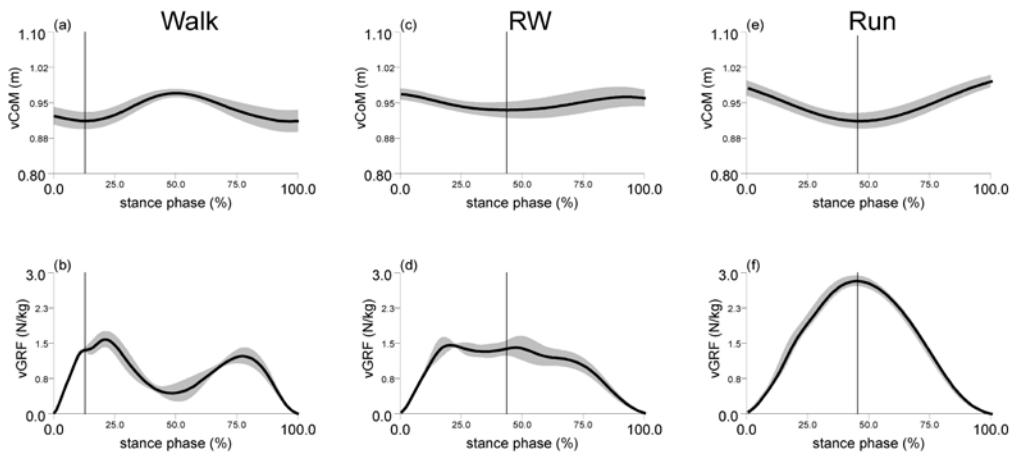 Walk RW Run
(a) (c) (e)
1.10 1.10 1.10
1.02 1.02 1.02
vCoM (m) 0.95 vCoM (m) 0.95 vCoM (m) 0.95
0.88 0.88 0.88
0.80 0.80 0.80
0.0 25.0 50.0 75.0 100.0 0.0 25.0 50.0 75.0 100.0 0.0 25.0 50.0 75.0 100.0
stance phase (%) stance phase (%) stance phase (%)
(b) (d) (f)
3.0 3.0 3.0
2.3 2.3 2.3
vGRF (N/kg) 1.5 vGRF (N/kg) 1.5 vGRF (N/kg) 1.5
0.8 0.8 0.8
0.0 0.0 0.0
0.0 25.0 50.0 75.0 100.0 0.0 25.0 50.0 75.0 100.0 0.0 25.0 50.0 75.0 100.0
stance phase (%) stance phase (%) stance phase (%)